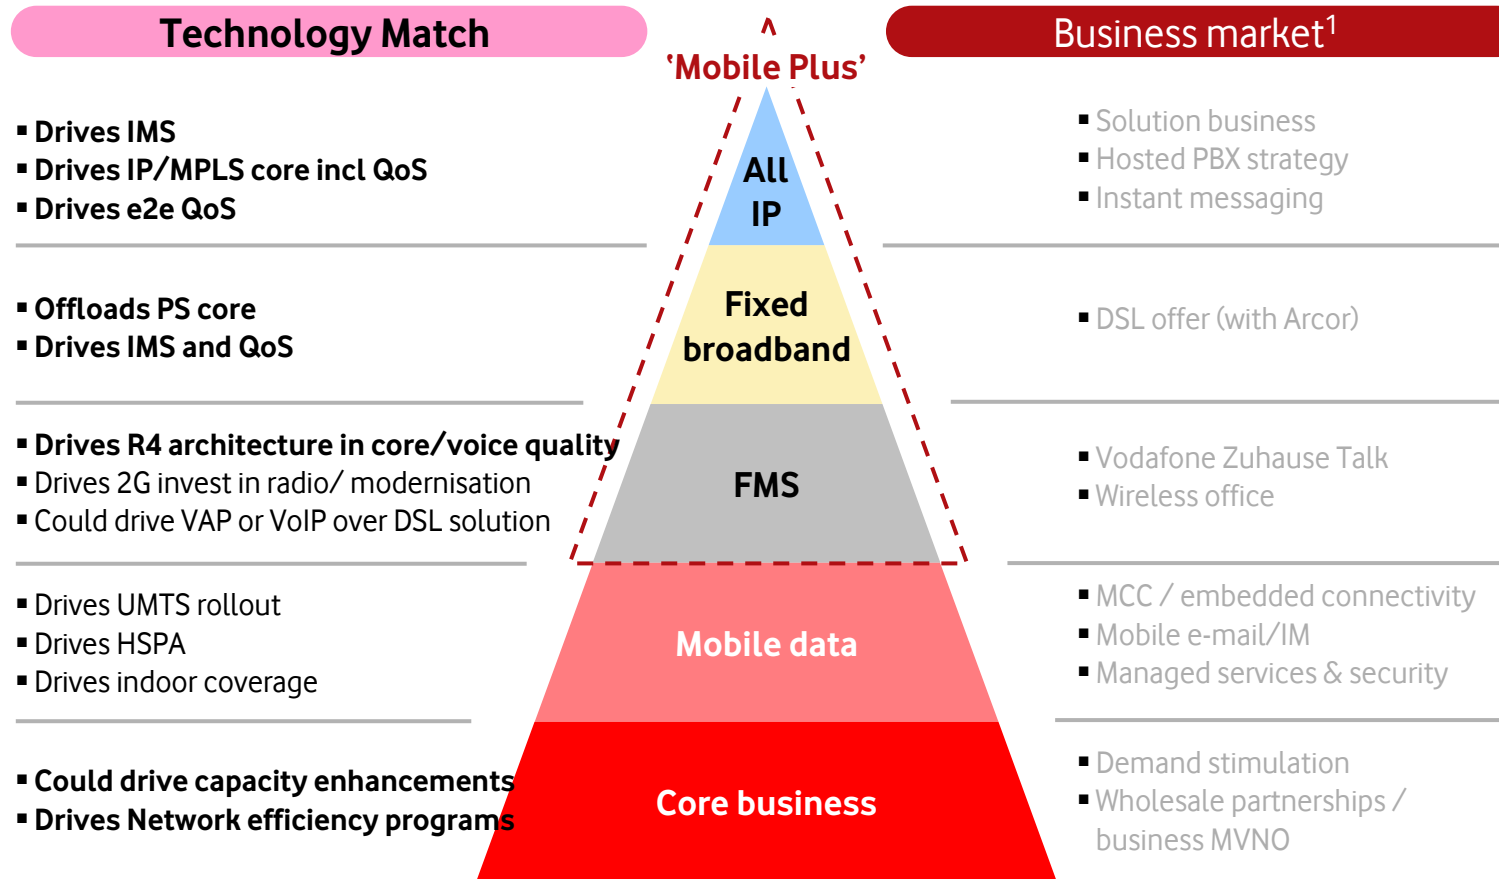 Technology Match
'Mobile Plus'
Business market1
▪ Drives IMS
▪ Drives IP/MPLS core incl QoS
▪ Drives e2e QoS
All
IP
▪ Solution business
▪ Hosted PBX strategy
▪ Instant messaging
▪ Offloads PS core
▪ Drives IMS and QoS
Fixed
broadband
▪ DSL offer (with Arcor)
▪ Drives R4 architecture in core/voice quality
▪ Drives 2G invest in radio/ modernisation
▪ Could drive VAP or VoIP over DSL solution
FMS
▪ Vodafone Zuhause Talk
▪ Wireless office
▪ Drives UMTS rollout
▪ Drives HSPA
▪ Drives indoor coverage
Mobile data
▪ MCC / embedded connectivity
▪ Mobile e-mail/IM
▪ Managed services & security
▪ Could drive capacity enhancements
▪ Drives Network efficiency programs
Core business
▪ Demand stimulation
▪ Wholesale partnerships /
business MVNO